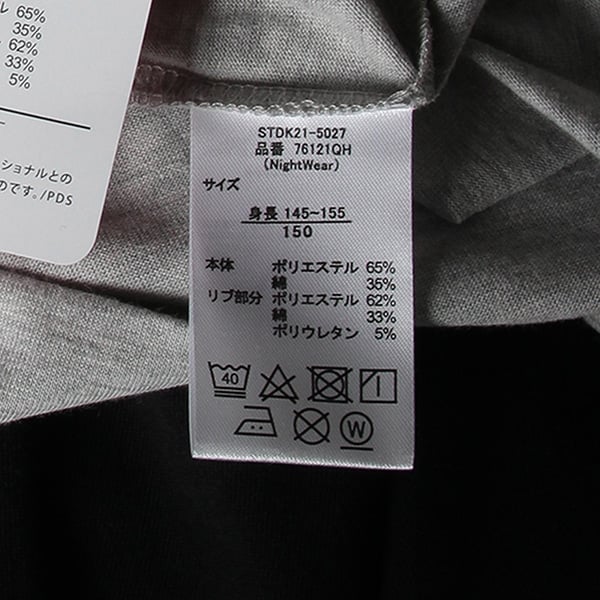 65%
35%
62%
33%
5%
ショナルとの
のです。/PDS
STDK21-5027
品番 76121QH
(NightWear)
サイズ
身長 145~155
150
本体 ポリエステル 65%
綿 35%
リブ部分 ポリエステル 62%
綿 33%
ポリウレタン 5%
40
W